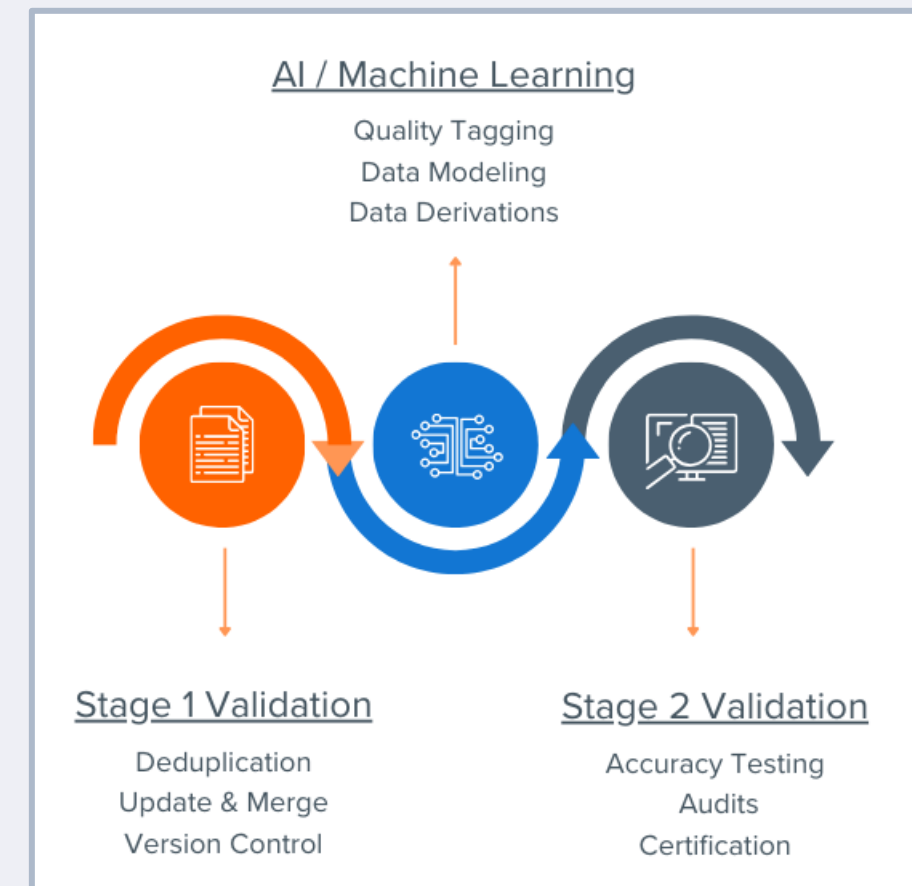 AI / Machine Learning
Quality Tagging
Data Modeling
Data Derivations
Stage 1 Validation
Deduplication
Update & Merge
Version Control
Stage 2 Validation
Accuracy Testing
Audits
Certification